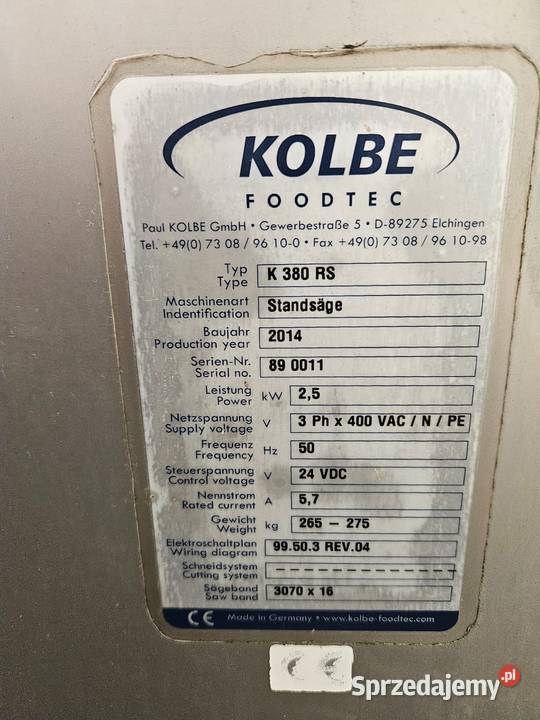 KOLBE
FOODTEC
Paul KOLBE GmbH • Gewerbestraße 5 • D-89275 Elchingen
Tel. +49(0) 73 08 / 96 10-0 • Fax +49(0) 73 08 / 96 10-98
Typ
Type K 380 RS
Maschinenart
Indentification Standsäge
Baujahr
Production year 2014
Serien-Nr.
Serial no. 89 0011
Leistung
Power kW 2,5
Netzspannung
Supply voltage V 3 Ph x 400 VAC / N / PE
Frequenz
Frequency Hz 50
Steuerspannung
Control voltage V 24 VDC
Nennstrom
Rated current A 5,7
Gewicht
Weight kg 265 – 275
Elektroschaltplan
Wiring diagram 99.50.3 REV.04
Schneidsystem
Cutting system – – – – – – – – – – – – – – – –
Sägeband
Saw band 3070 x 16
CE Made in Germany • www.kolbe-foodtec.com
Sprzedajemy.pl